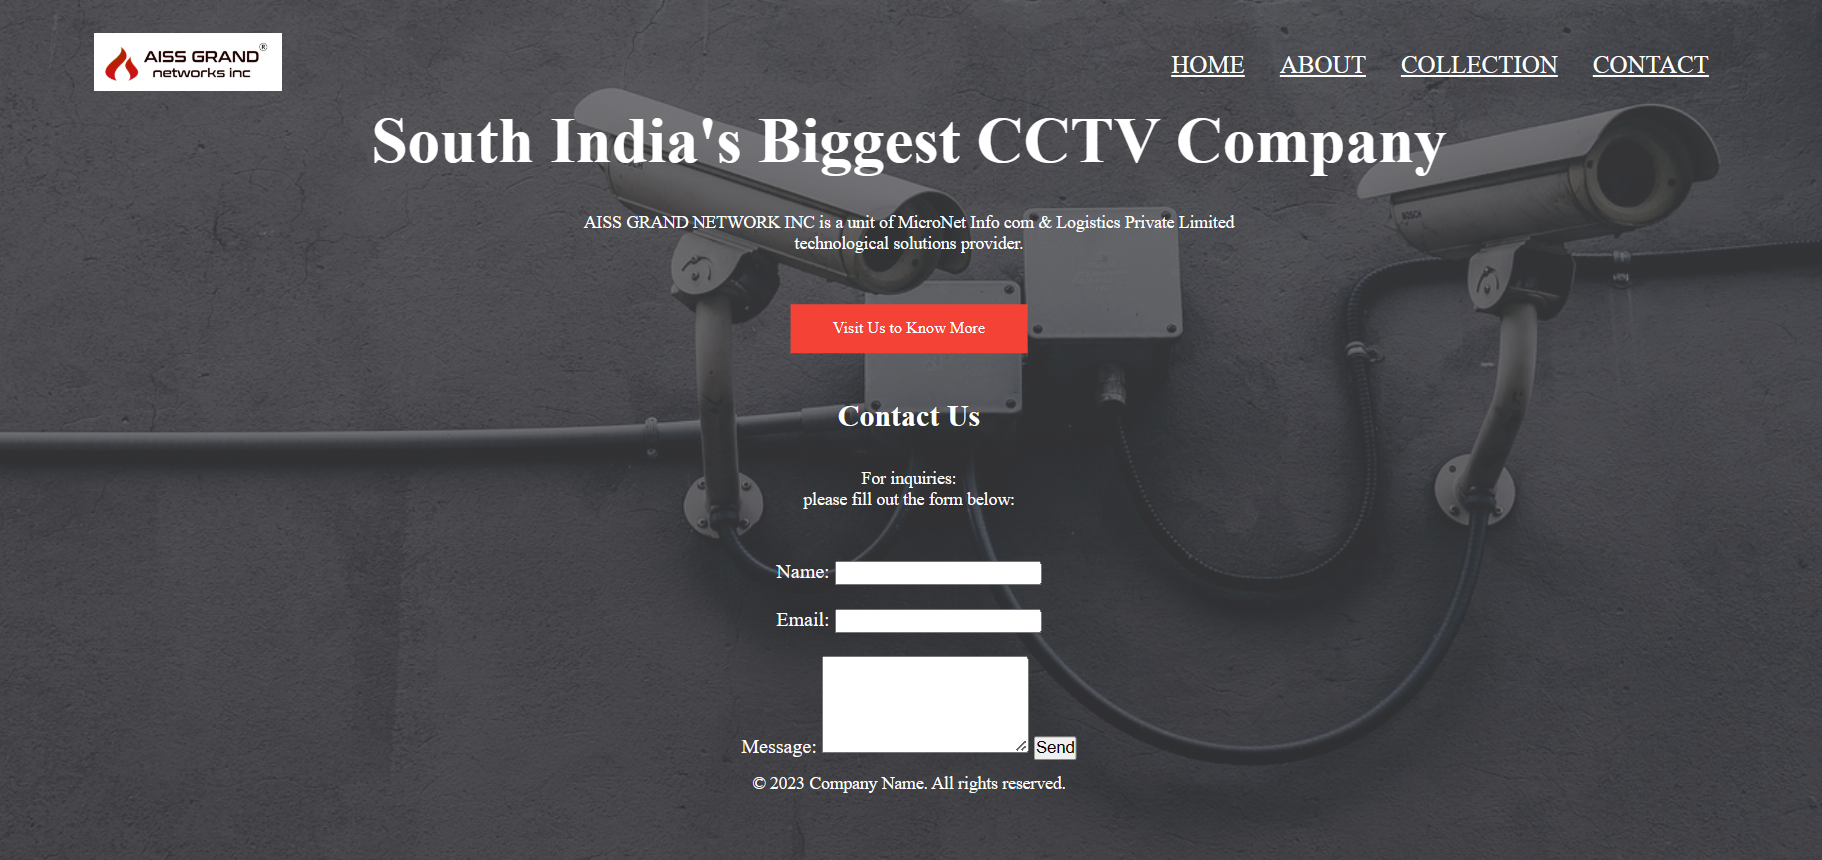 AISS GRAND®
networks inc
HOME ABOUT COLLECTION CONTACT
South India's Biggest CCTV Company
AISS GRAND NETWORK INC is a unit of MicroNet Info com & Logistics Private Limited
technological solutions provider.
BOSCH
Visit Us to Know More
Contact Us
For inquiries:
please fill out the form below:
Name:
Email:
Message:
Send
© 2023 Company Name. All rights reserved.